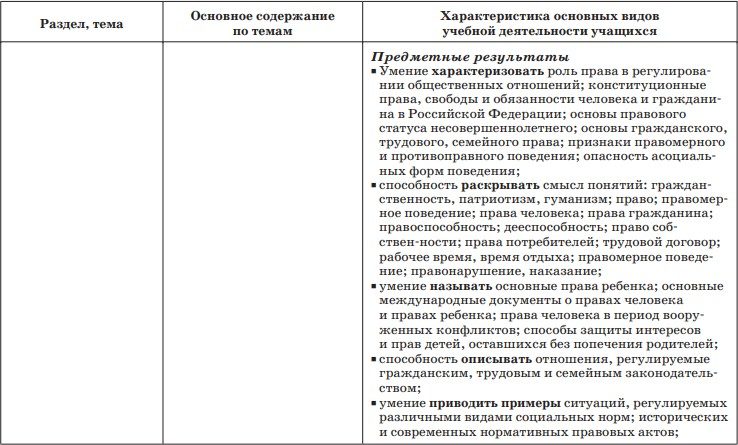 Раздел, тема
Основное содержание
по темам
Характеристика основных видов
учебной деятельности учащихся
Предметные результаты
▪ Умение характеризовать роль права в регулирова-
нии общественных отношений; конституционные
права, свободы и обязанности человека и граждани-
на в Российской Федерации; основы правового
статуса несовершеннолетнего; основы гражданского,
трудового, семейного права; признаки правомерного
и противоправного поведения; опасность асоциаль-
ных форм поведения;
▪ способность раскрывать смысл понятий: граждан-
ственность, патриотизм, гуманизм; право; правомер-
ное поведение; права человека; права гражданина;
правоспособность; дееспособность; право соб-
ствен-ности; права потребителей; трудовой договор;
рабочее время, время отдыха; правомерное поведе-
ние; правонарушение, наказание;
▪ умение называть основные права ребенка; основные
международные документы о правах человека
и правах ребенка; права человека в период воору-
женных конфликтов; способы защиты интересов
и прав детей, оставшихся без попечения родителей;
▪ способность описывать отношения, регулируемые
гражданским, трудовым и семейным законодатель-
ством;
▪ умение приводить примеры ситуаций, регулируемых
различными видами социальных норм; исторических
и современных нормативных правовых актов;